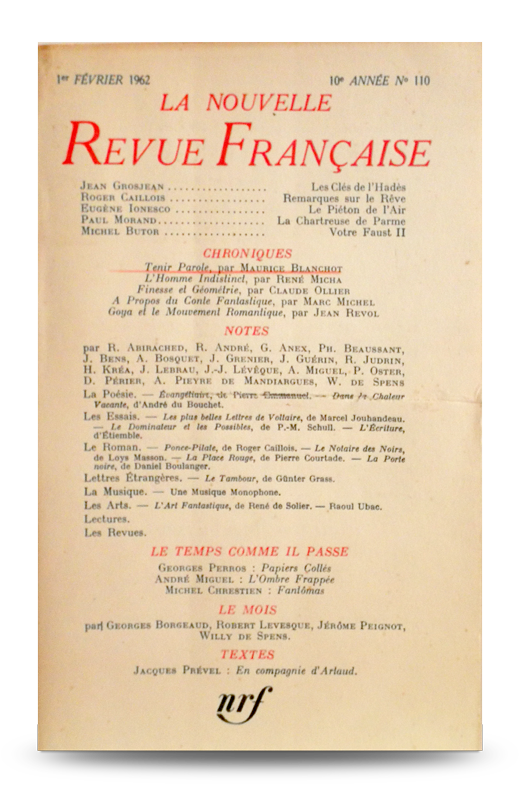 1er FÉVRIER 1962 10e ANNÉE No 110
LA NOUVELLE
REVUE FRANÇAISE
JEAN GROSJEAN .................. Les Clés de l'Hadès
ROGER CAILLOIS .................. Remarques sur le Rêve
EUGÈNE IONESCO ................. Le Piéton de l'Air
PAUL MORAND.................... La Chartreuse de Parme
MICHEL BUTOR ................... Votre Faust II
CHRONIQUES
Tenir Parole, par MAURICE BLANCHOT
L'Homme Indistinct, par RENÉ MICHA
Finesse et Géométrie, par CLAUDE OLLIER
A Propos du Conte Fantastique, par MARC MICHEL
Goya et le Mouvement Romantique, par JEAN REVOL
NOTES
par R. ABIRACHED, R. ANDRÉ, G. ANEX, PH. BEAUSSANT,
J. BENS, A. BOSQUET, J. GRENIER, J. GUÉRIN, R. JUDRIN,
H. KRÉA, J. LEBRAU, J.-J. LÉVÊQUE, A. MIGUEL, P. OSTER,
D. PÉRIER, A. PIEYRE DE MANDIARGUES, W. DE SPENS
La Poésie. — Évangéliaire, de Pierre Emmanuel. — Dans la Chaleur
Vacante, d'André du Bouchet.
Les Essais. — Les plus belles Lettres de Voltaire, de Marcel Jouhandeau.
— Le Dominateur et les Possibles, de P.-M. Schull. — L'Écriture,
d'Étiemble.
Le Roman. — Ponce-Pilate, de Roger Caillois. — Le Notaire des Noirs,
de Loys Masson. — La Place Rouge, de Pierre Courtade. — La Porte
noire, de Daniel Boulanger.
Lettres Étrangères. — Le Tambour, de Günter Grass.
La Musique. — Une Musique Monophone.
Les Arts. — L'Art Fantastique, de René de Solier. — Raoul Ubac.
Lectures.
Les Revues.
LE TEMPS COMME IL PASSE
GEORGES PERROS : Papiers Collés
ANDRÉ MIGUEL : L'Ombre Frappée
MICHEL CHRESTIEN : Fantômas
LE MOIS
par GEORGES BORGEAUD, ROBERT LEVESQUE, JÉRÔME PEIGNOT,
WILLY DE SPENS.
TEXTES
JACQUES PRÉVEL : En compagnie d'Artaud.
nrf